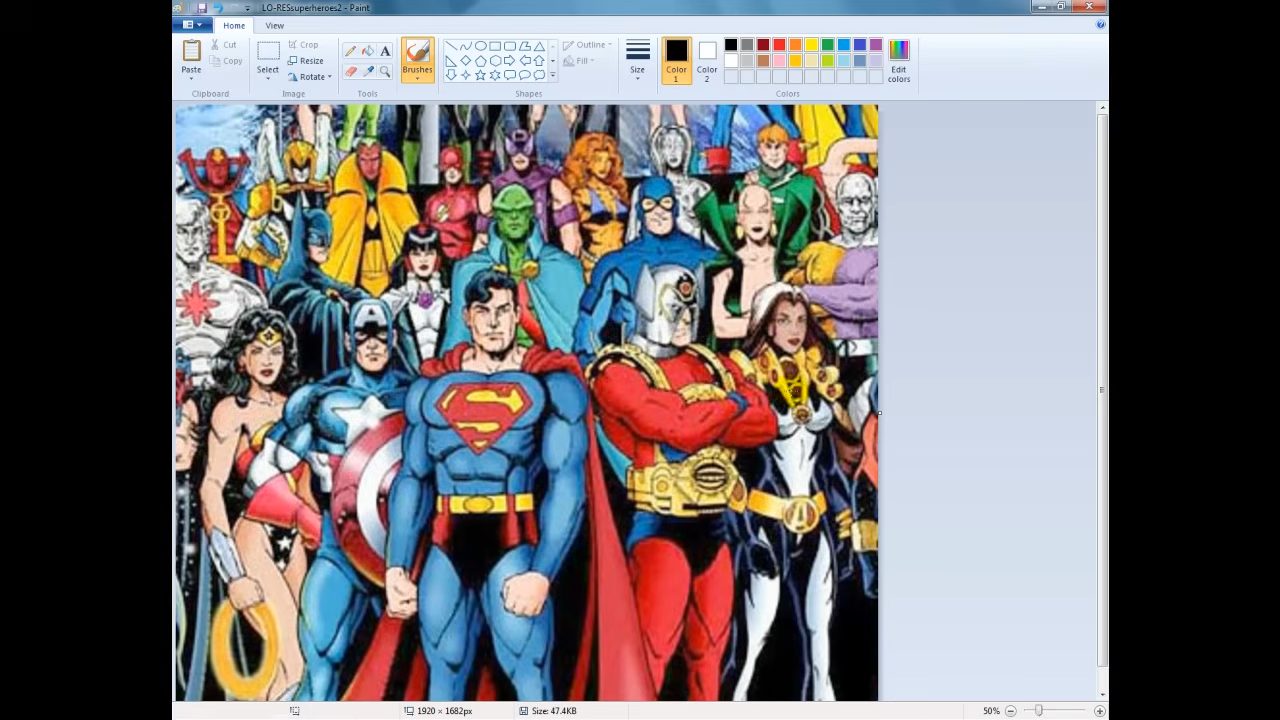 LO-RESsuperheroes2 - Paint
Home View
Paste
Cut
Copy
Clipboard
Select
Crop
Resize
Rotate
Image
A
Tools
Brushes
Shapes
Outline
Fill
Size
Color 1
Color 2
Edit colors
Colors
A
S
A
1920 × 1682px
Size: 47.4KB
50%